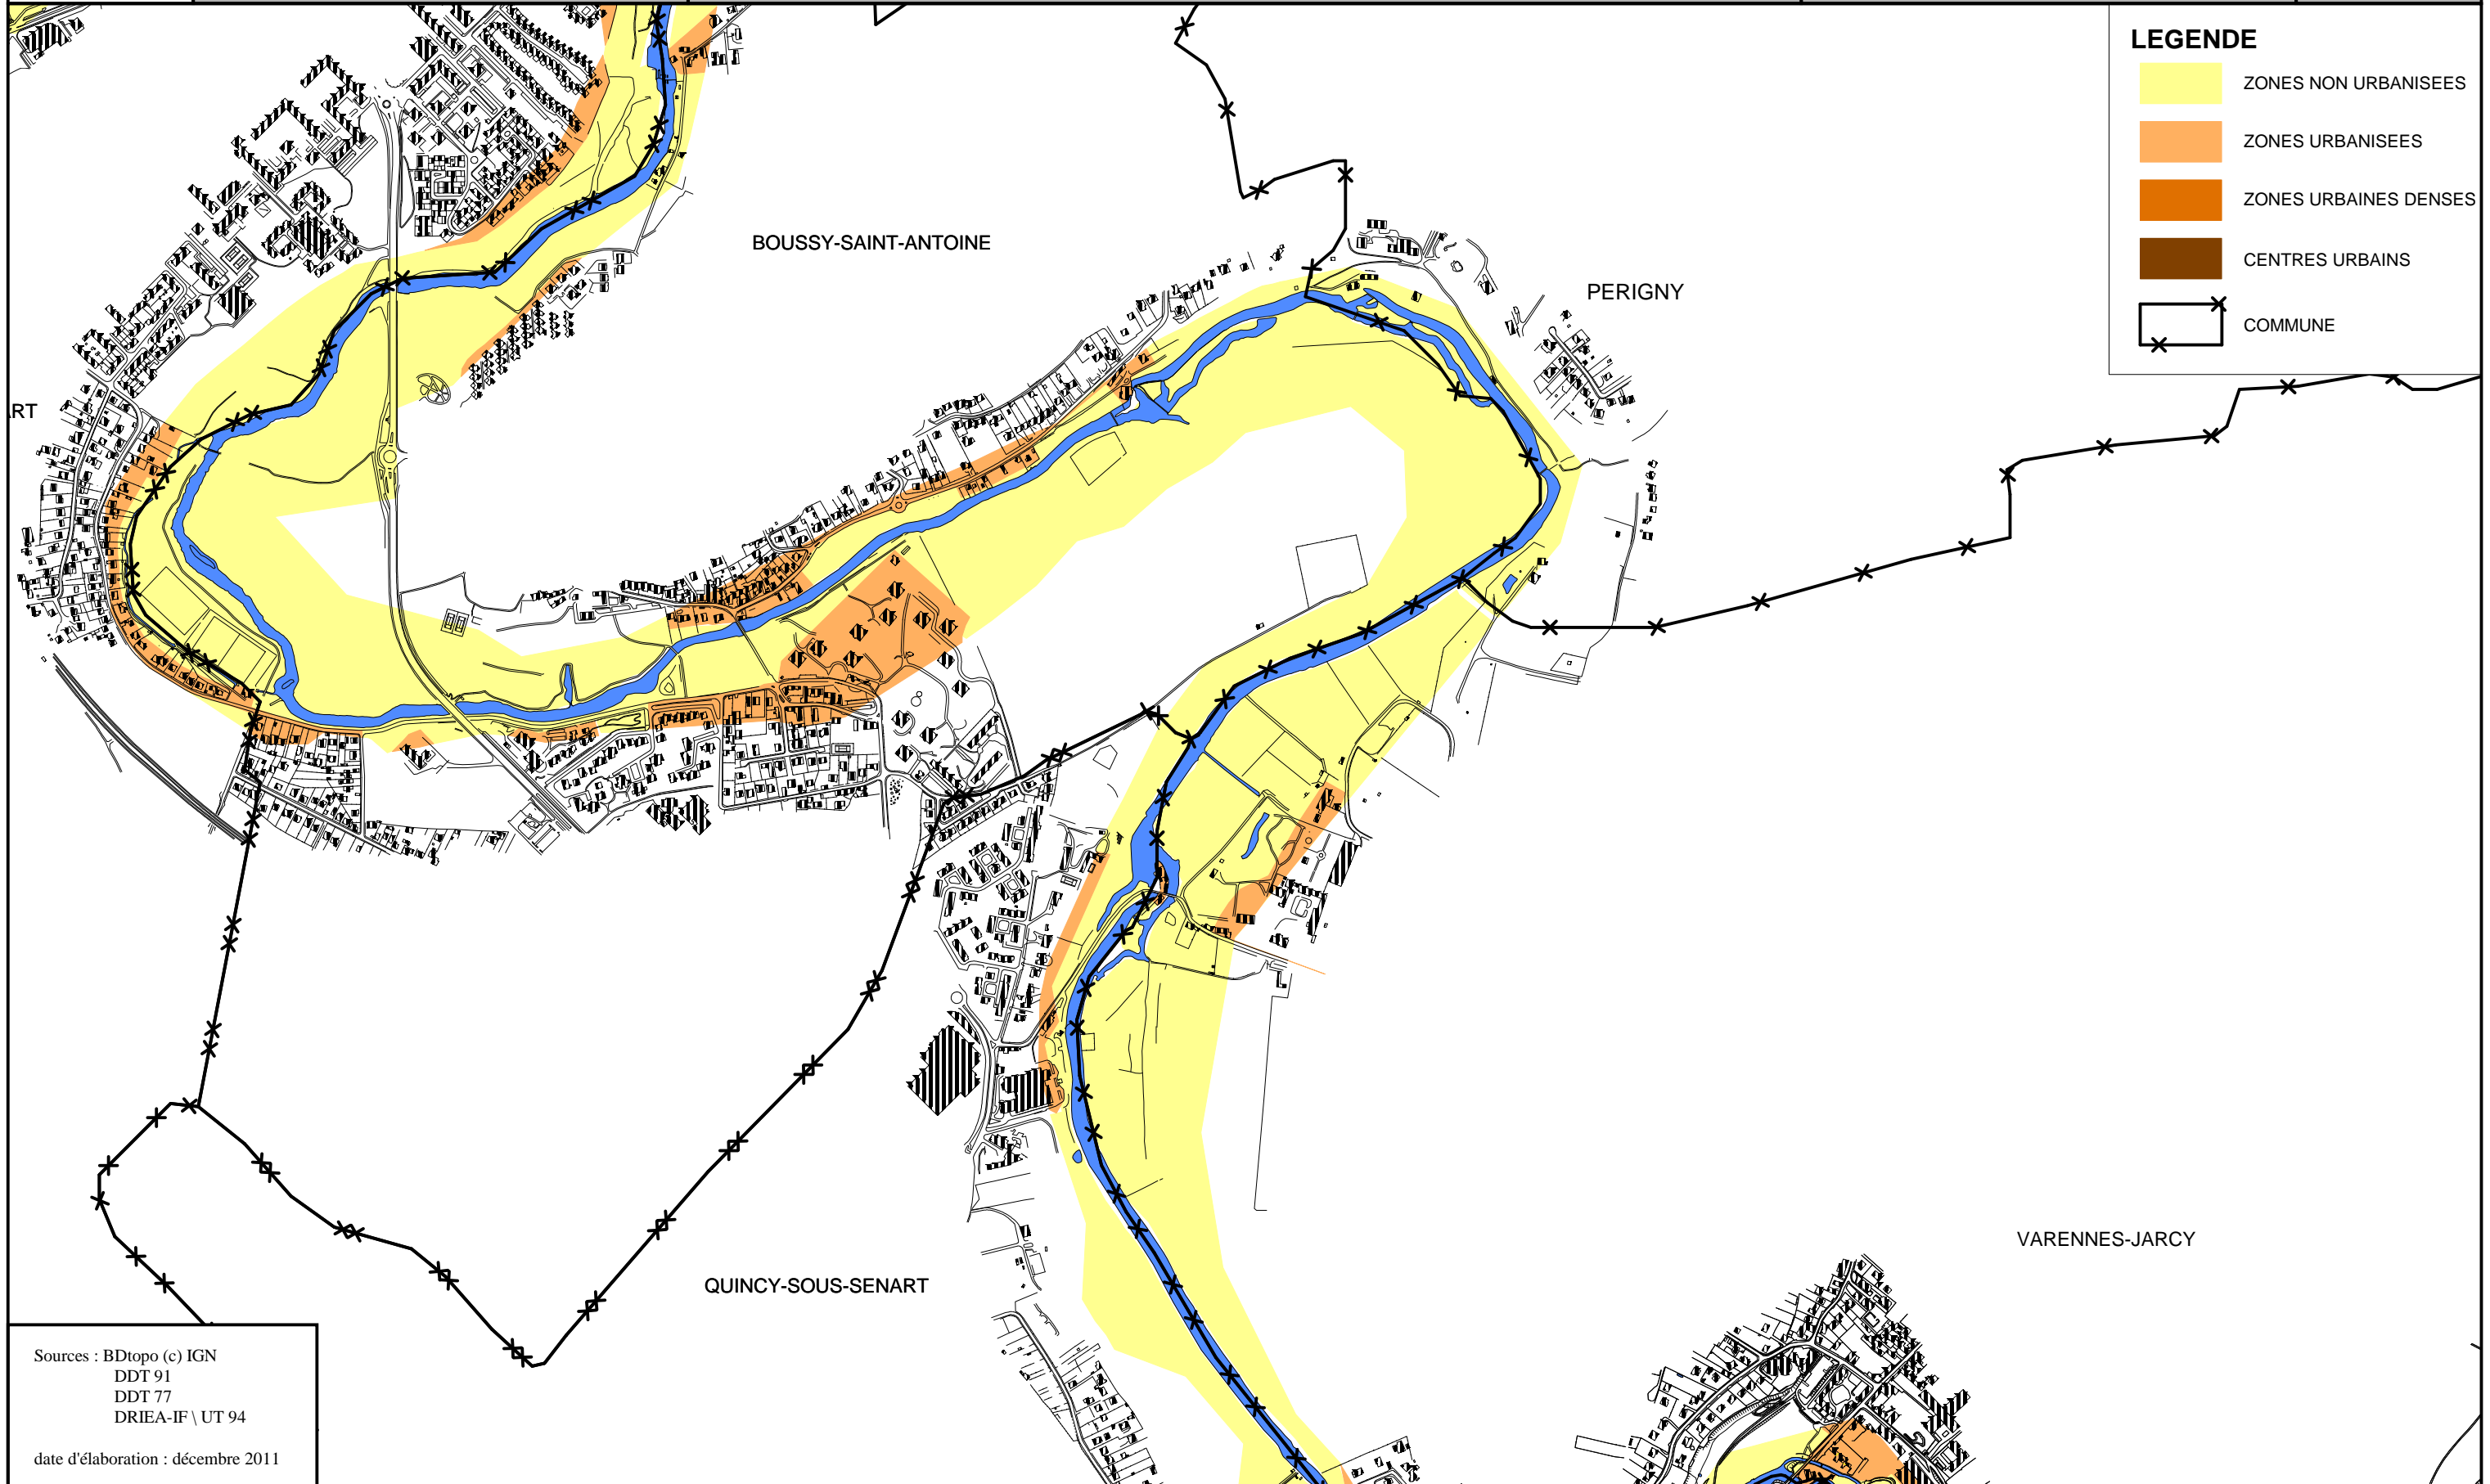 LEGENDE
ZONES NON URBANISEES
ZONES URBANISEES
ZONES URBAINES DENSES
CENTRES URBAINS
COMMUNE
BOUSSY-SAINT-ANTOINE
PERIGNY
RT
VARENNES-JARCY
QUINCY-SOUS-SENART
Sources : BDtopo (c) IGN
DDT 91
DDT 77
DRIEA-IF \ UT 94
date d'élaboration : décembre 2011